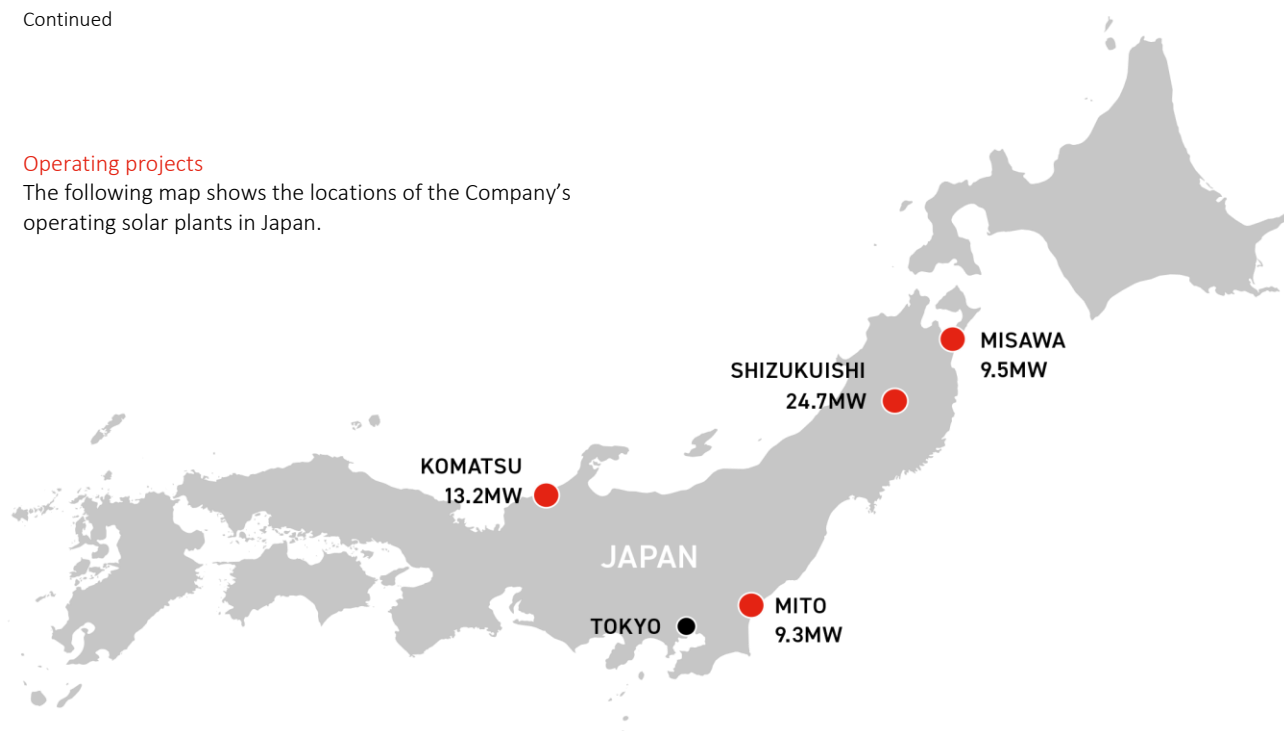 Continued
Operating projects
The following map shows the locations of the Company’s
operating solar plants in Japan.
MISAWA
9.5MW
SHIZUKUISHI
24.7MW
KOMATSU
13.2MW
JAPAN
MITO
9.3MW
TOKYO